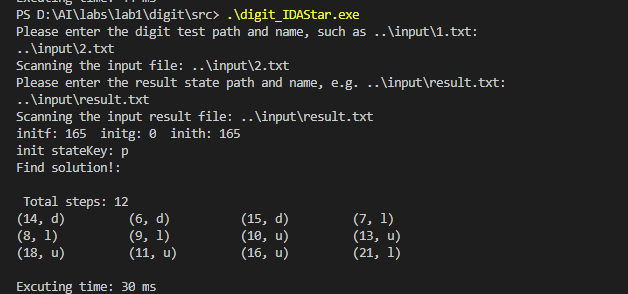 Excuting time: 44 ms
PS D:\AI\labs\lab1\digit\src> .\digit_IDAStar.exe
Please enter the digit test path and name, such as ..\input\1.txt:
..\input\2.txt
Scanning the input file: ..\input\2.txt
Please enter the result state path and name, e.g. ..\input\result.txt:
..\input\result.txt
Scanning the input result file: ..\input\result.txt
initf: 165 initg: 0 inith: 165
init stateKey: p
Find solution!:
Total steps: 12
(14, d) (6, d) (15, d) (7, l)
(8, l) (9, l) (10, u) (13, u)
(18, u) (11, u) (16, u) (21, l)
Excuting time: 30 ms